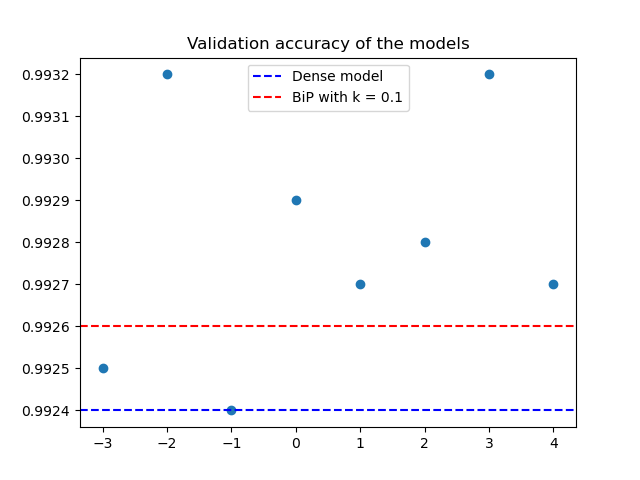 Validation accuracy of the models
Dense model
BiP with k = 0.1
0.9932
0.9931
0.9930
0.9929
0.9928
0.9927
0.9926
0.9925
0.9924
−3 −2 −1 0 1 2 3 4